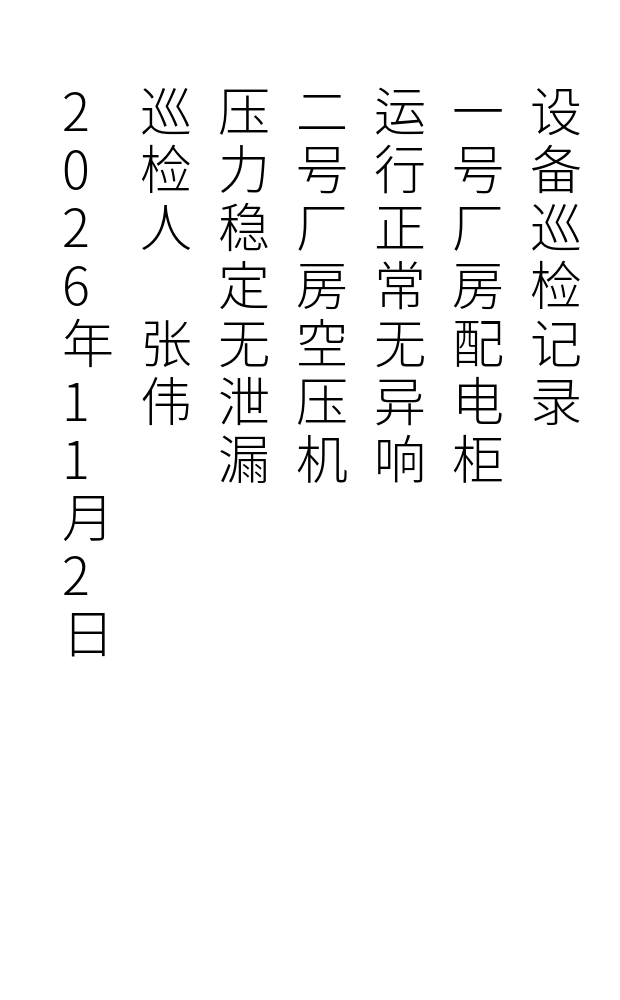 设备巡检记录
一号厂房配电柜
运行正常无异响
二号厂房空压机
压力稳定无泄漏
巡检人　张伟
2026年11月2日